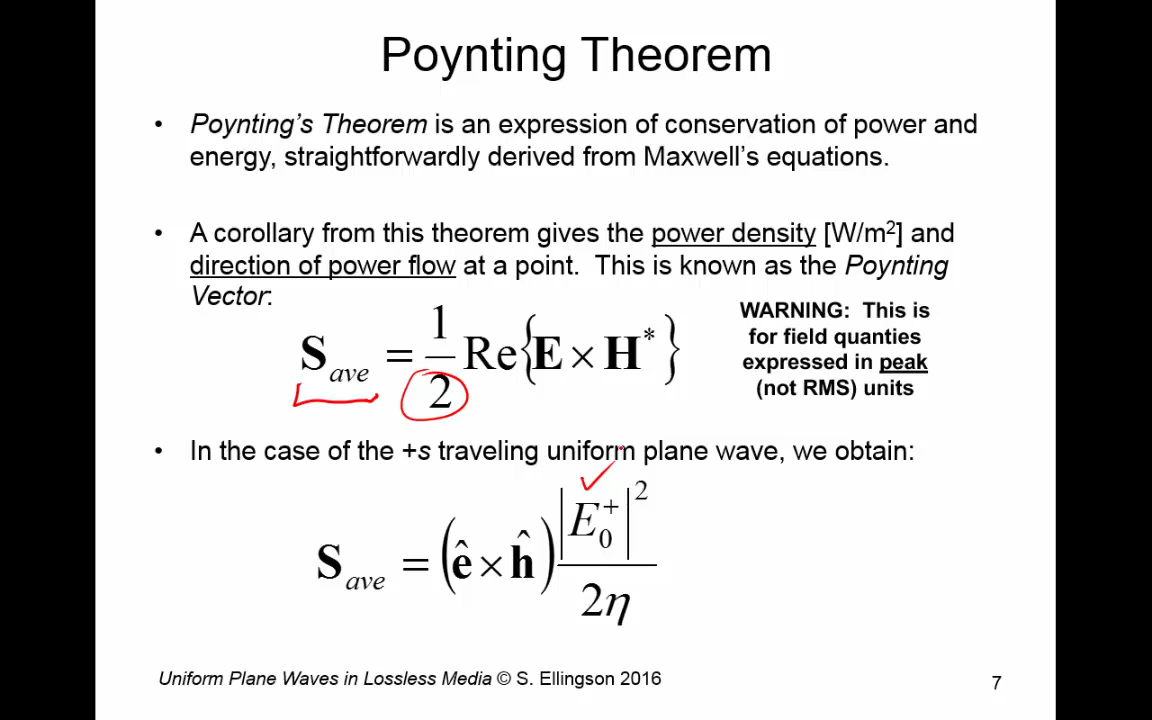 Poynting Theorem
• Poynting's Theorem is an expression of conservation of power and
energy, straightforwardly derived from Maxwell's equations.
• A corollary from this theorem gives the power density [W/m²] and
direction of power flow at a point.  This is known as the Poynting
Vector:
WARNING:  This is
for field quanties
expressed in peak
(not RMS) units
S_ave = 1/2 Re{E × H*}
• In the case of the +s traveling uniform plane wave, we obtain:
S_ave = (ê × ĥ) |E₀⁺|² / 2η
Uniform Plane Waves in Lossless Media © S. Ellingson 2016
7